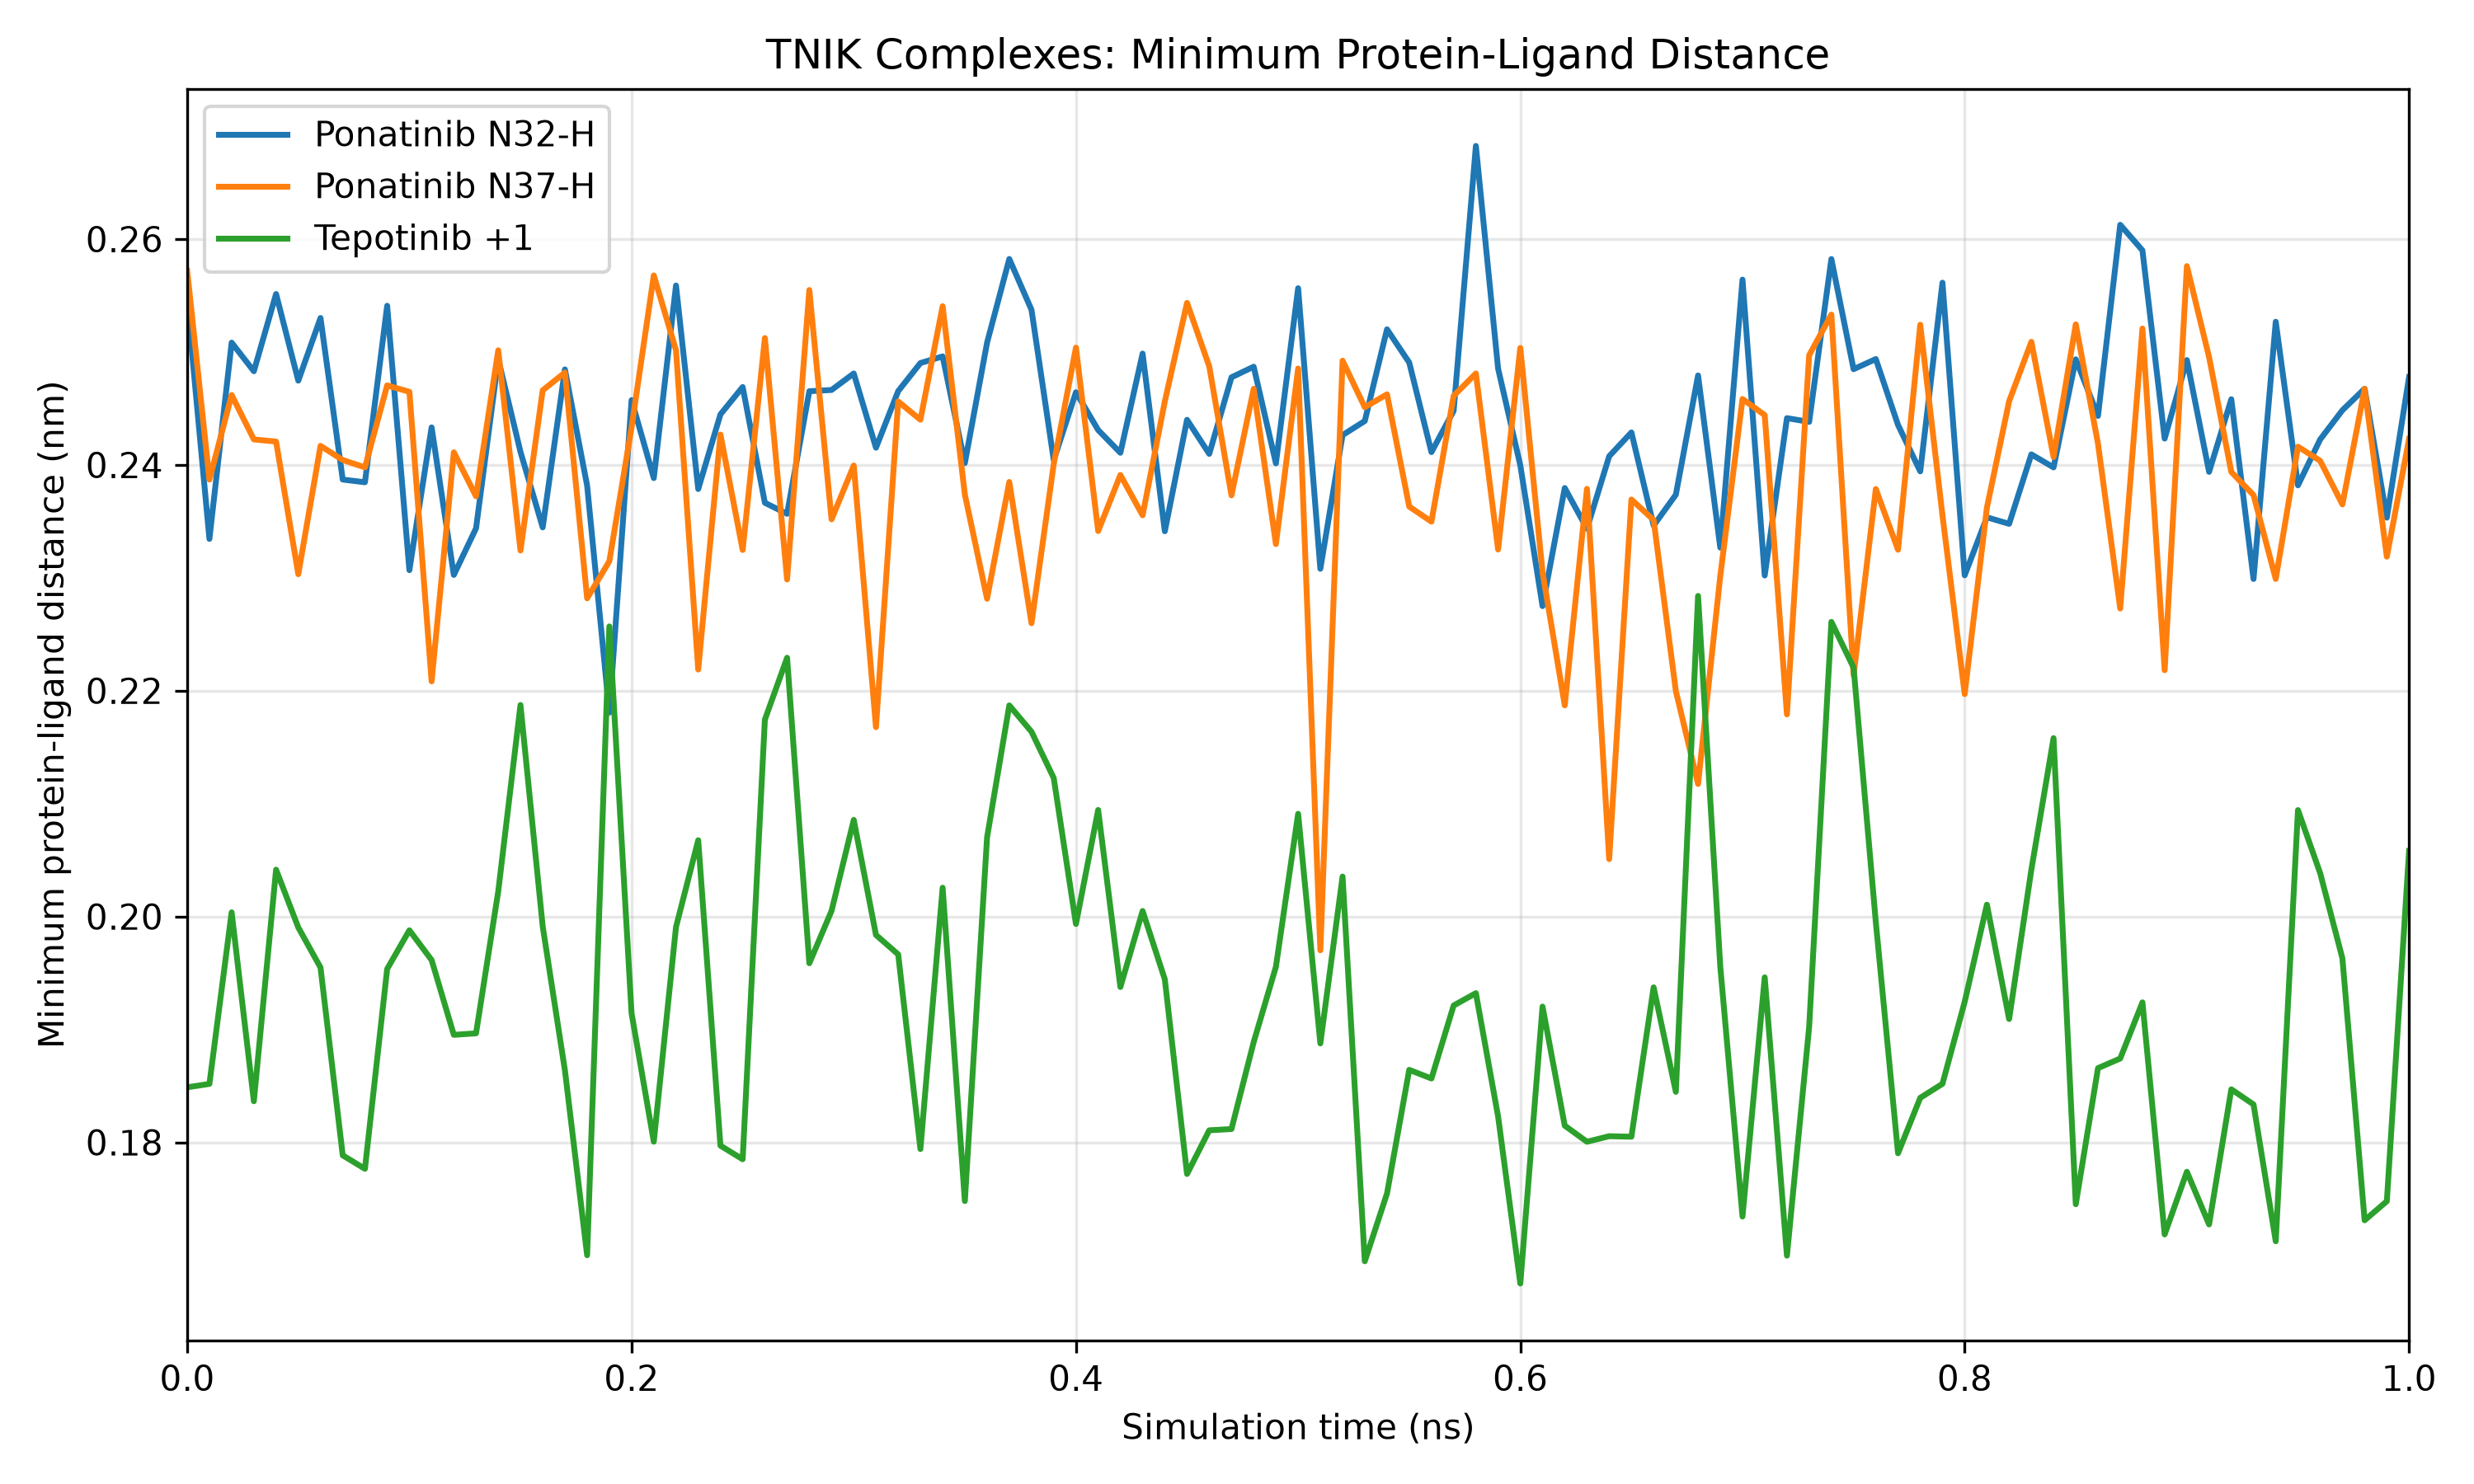 TNIK Complexes: Minimum Protein-Ligand Distance
Ponatinib N32-H
Ponatinib N37-H
Tepotinib +1
Minimum protein-ligand distance (nm)
0.26
0.24
0.22
0.20
0.18
0.0 0.2 0.4 0.6 0.8 1.0
Simulation time (ns)